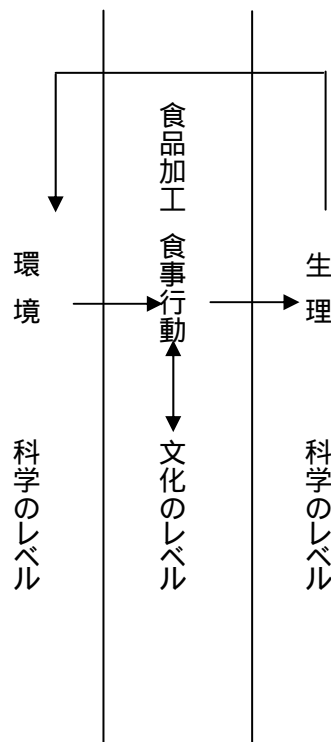 環境
科学のレベル
食品加工 食事行動
文化のレベル
生理
科学のレベル